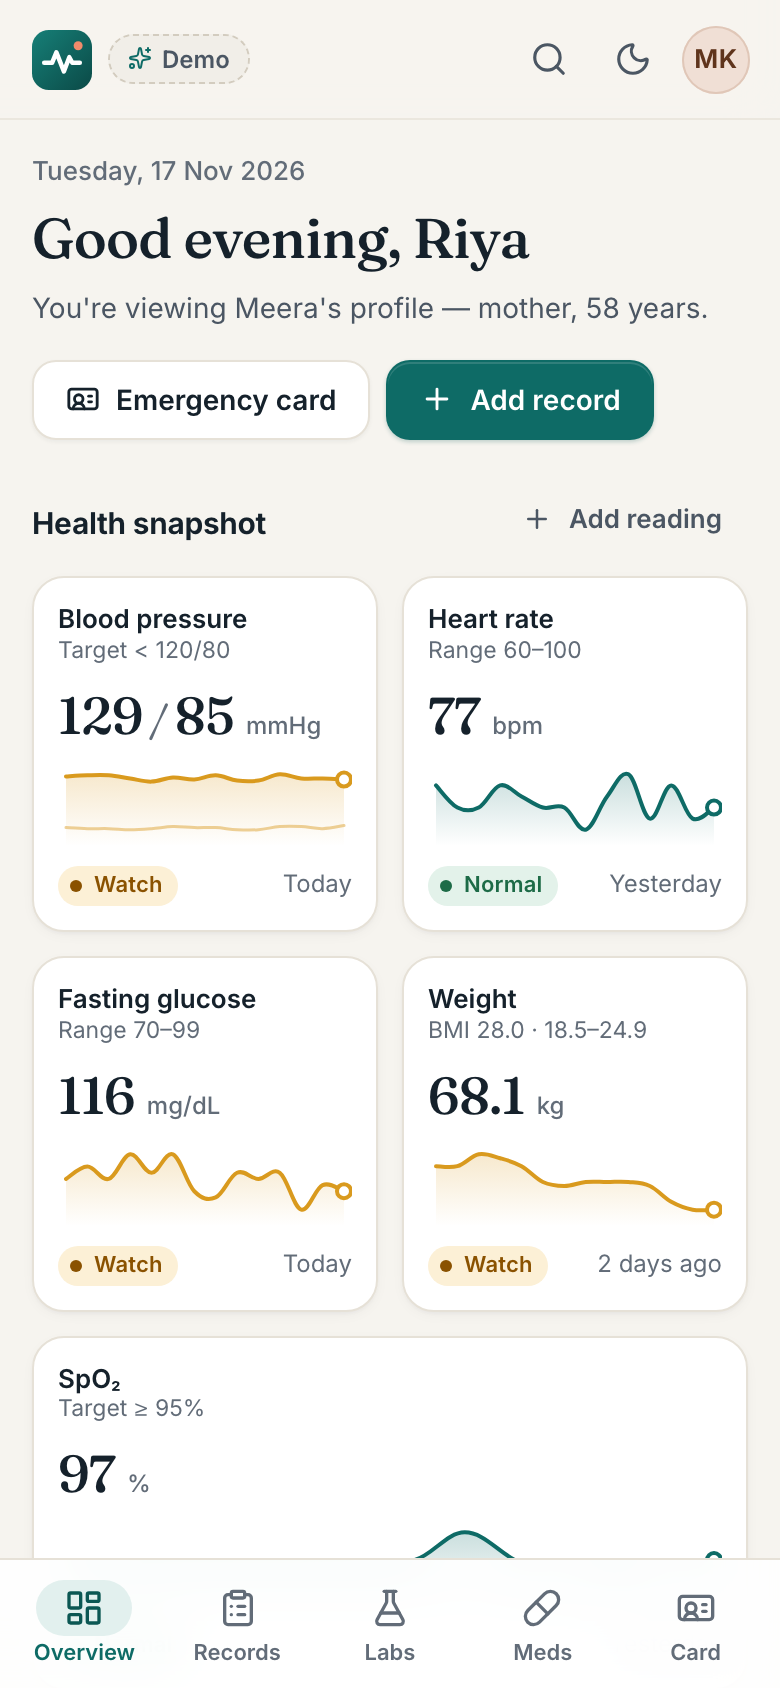 Demo
MK
Tuesday, 17 Nov 2026
Good evening, Riya
You're viewing Meera's profile — mother, 58 years.
Emergency card
Add record
Health snapshot
Add reading
Blood pressure
Target < 120/80
129/85 mmHg
Watch
Today
Heart rate
Range 60–100
77 bpm
Normal
Yesterday
Fasting glucose
Range 70–99
116 mg/dL
Watch
Today
Weight
BMI 28.0 · 18.5–24.9
68.1 kg
Watch
2 days ago
SpO₂
Target ≥ 95%
97 %
Overview
Records
Labs
Meds
Card